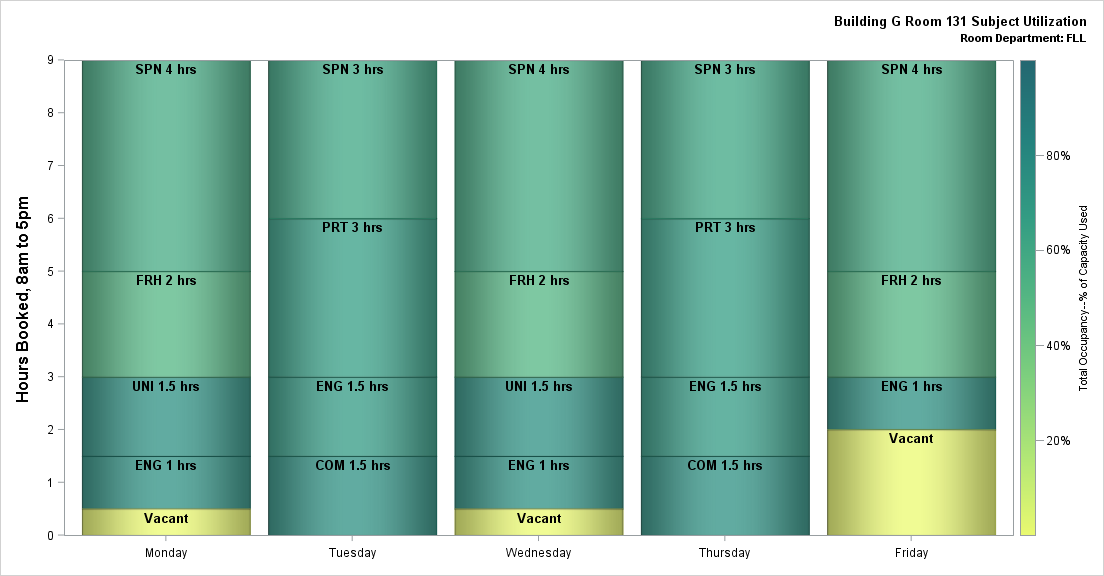 Building G Room 131 Subject Utilization
Room Department: FLL
Hours Booked, 8am to 5pm
9
8
7
6
5
4
3
2
1
0
SPN 4 hrs
FRH 2 hrs
UNI 1.5 hrs
ENG 1 hrs
Vacant
Monday
SPN 3 hrs
PRT 3 hrs
ENG 1.5 hrs
COM 1.5 hrs
Tuesday
SPN 4 hrs
FRH 2 hrs
UNI 1.5 hrs
ENG 1 hrs
Vacant
Wednesday
SPN 3 hrs
PRT 3 hrs
ENG 1.5 hrs
COM 1.5 hrs
Thursday
SPN 4 hrs
FRH 2 hrs
ENG 1 hrs
Vacant
Friday
80%
60%
40%
20%
Total Occupancy--% of Capacity Used